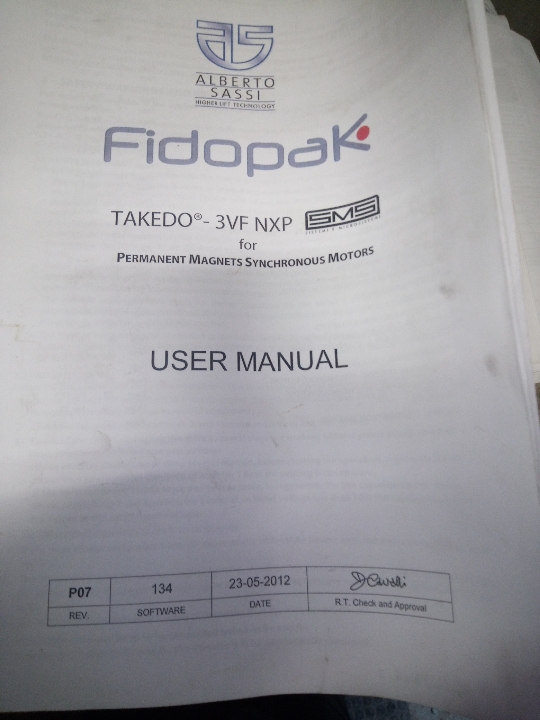 ALBERTO
SASSI
HIGHER LIFT TECHNOLOGY
Fidopak
TAKEDO®- 3VF NXP SMS
for
PERMANENT MAGNETS SYNCHRONOUS MOTORS
USER MANUAL
P07 134 23-05-2012
REV. SOFTWARE DATE R.T. Check and Approval